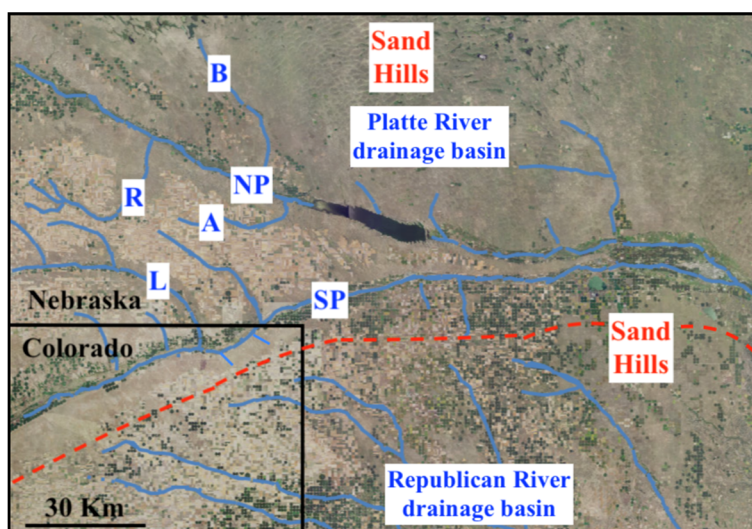 Sand
Hills
B
Platte River
drainage basin
NP
R
A
L
SP
Nebraska
Colorado
Sand
Hills
Republican River
drainage basin
30 Km